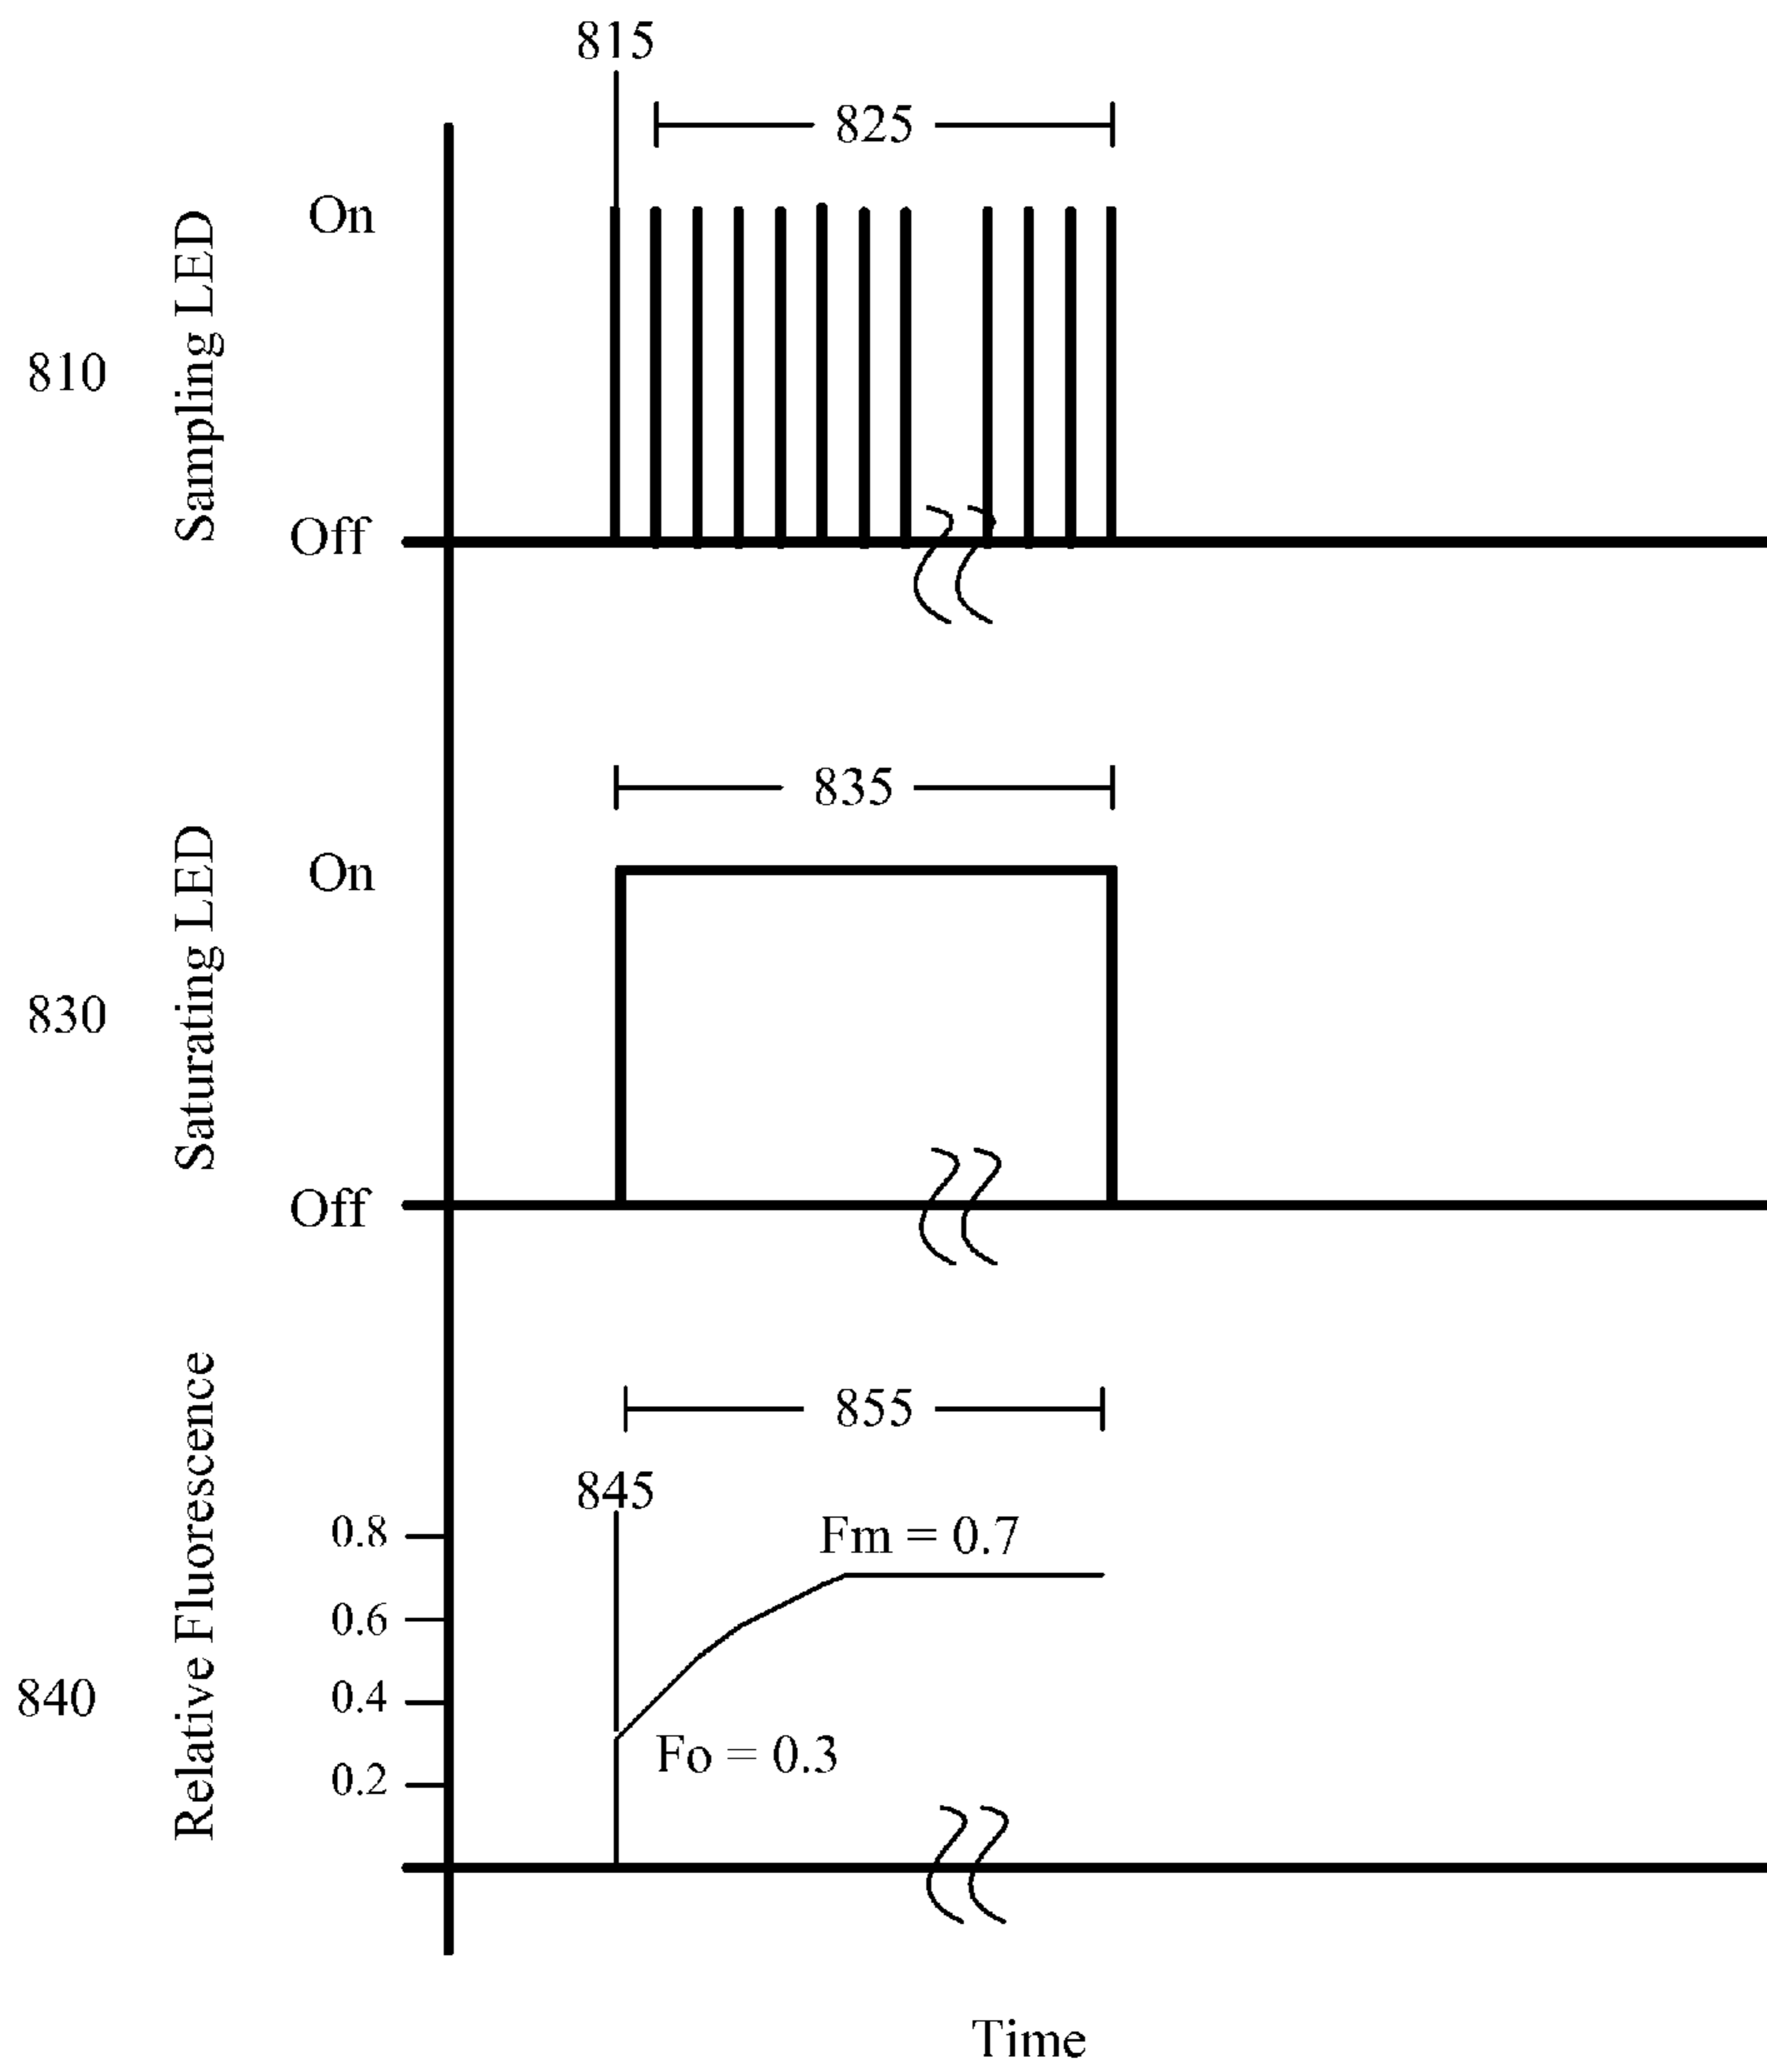 815
825
On
Sampling LED
810
Off
835
On
Saturating LED
830
Off
855
845
Relative Fluorescence
0.8
Fm = 0.7
0.6
840
0.4
Fo = 0.3
0.2
Time